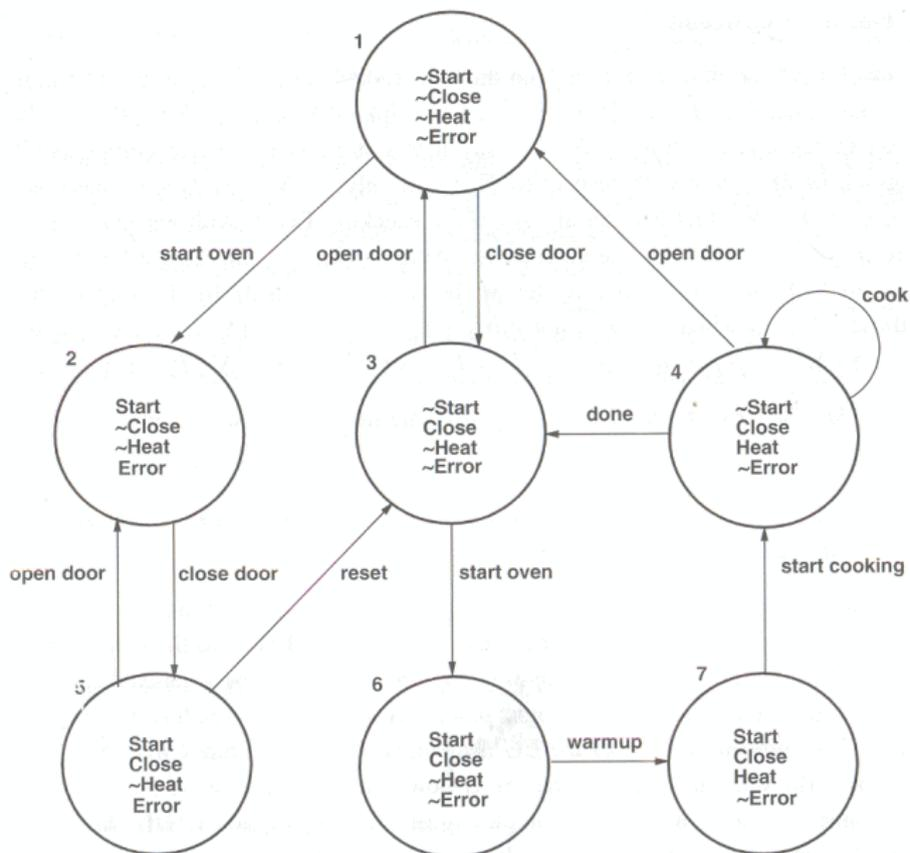 1
~Start
~Close
~Heat
~Error
start oven
open door
close door
open door
cook
2
Start
~Close
~Heat
Error
3
~Start
Close
~Heat
~Error
done
4
~Start
Close
Heat
~Error
open door
close door
reset
start oven
start cooking
5
Start
Close
~Heat
Error
6
Start
Close
~Heat
~Error
warmup
7
Start
Close
Heat
~Error